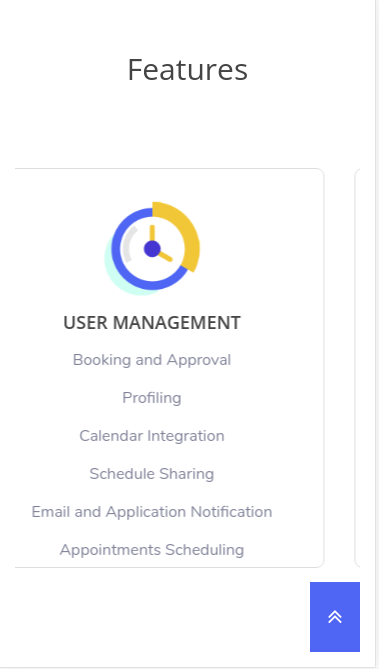 Features
USER MANAGEMENT
Booking and Approval
Profiling
Calendar Integration
Schedule Sharing
Email and Application Notification
Appointments Scheduling